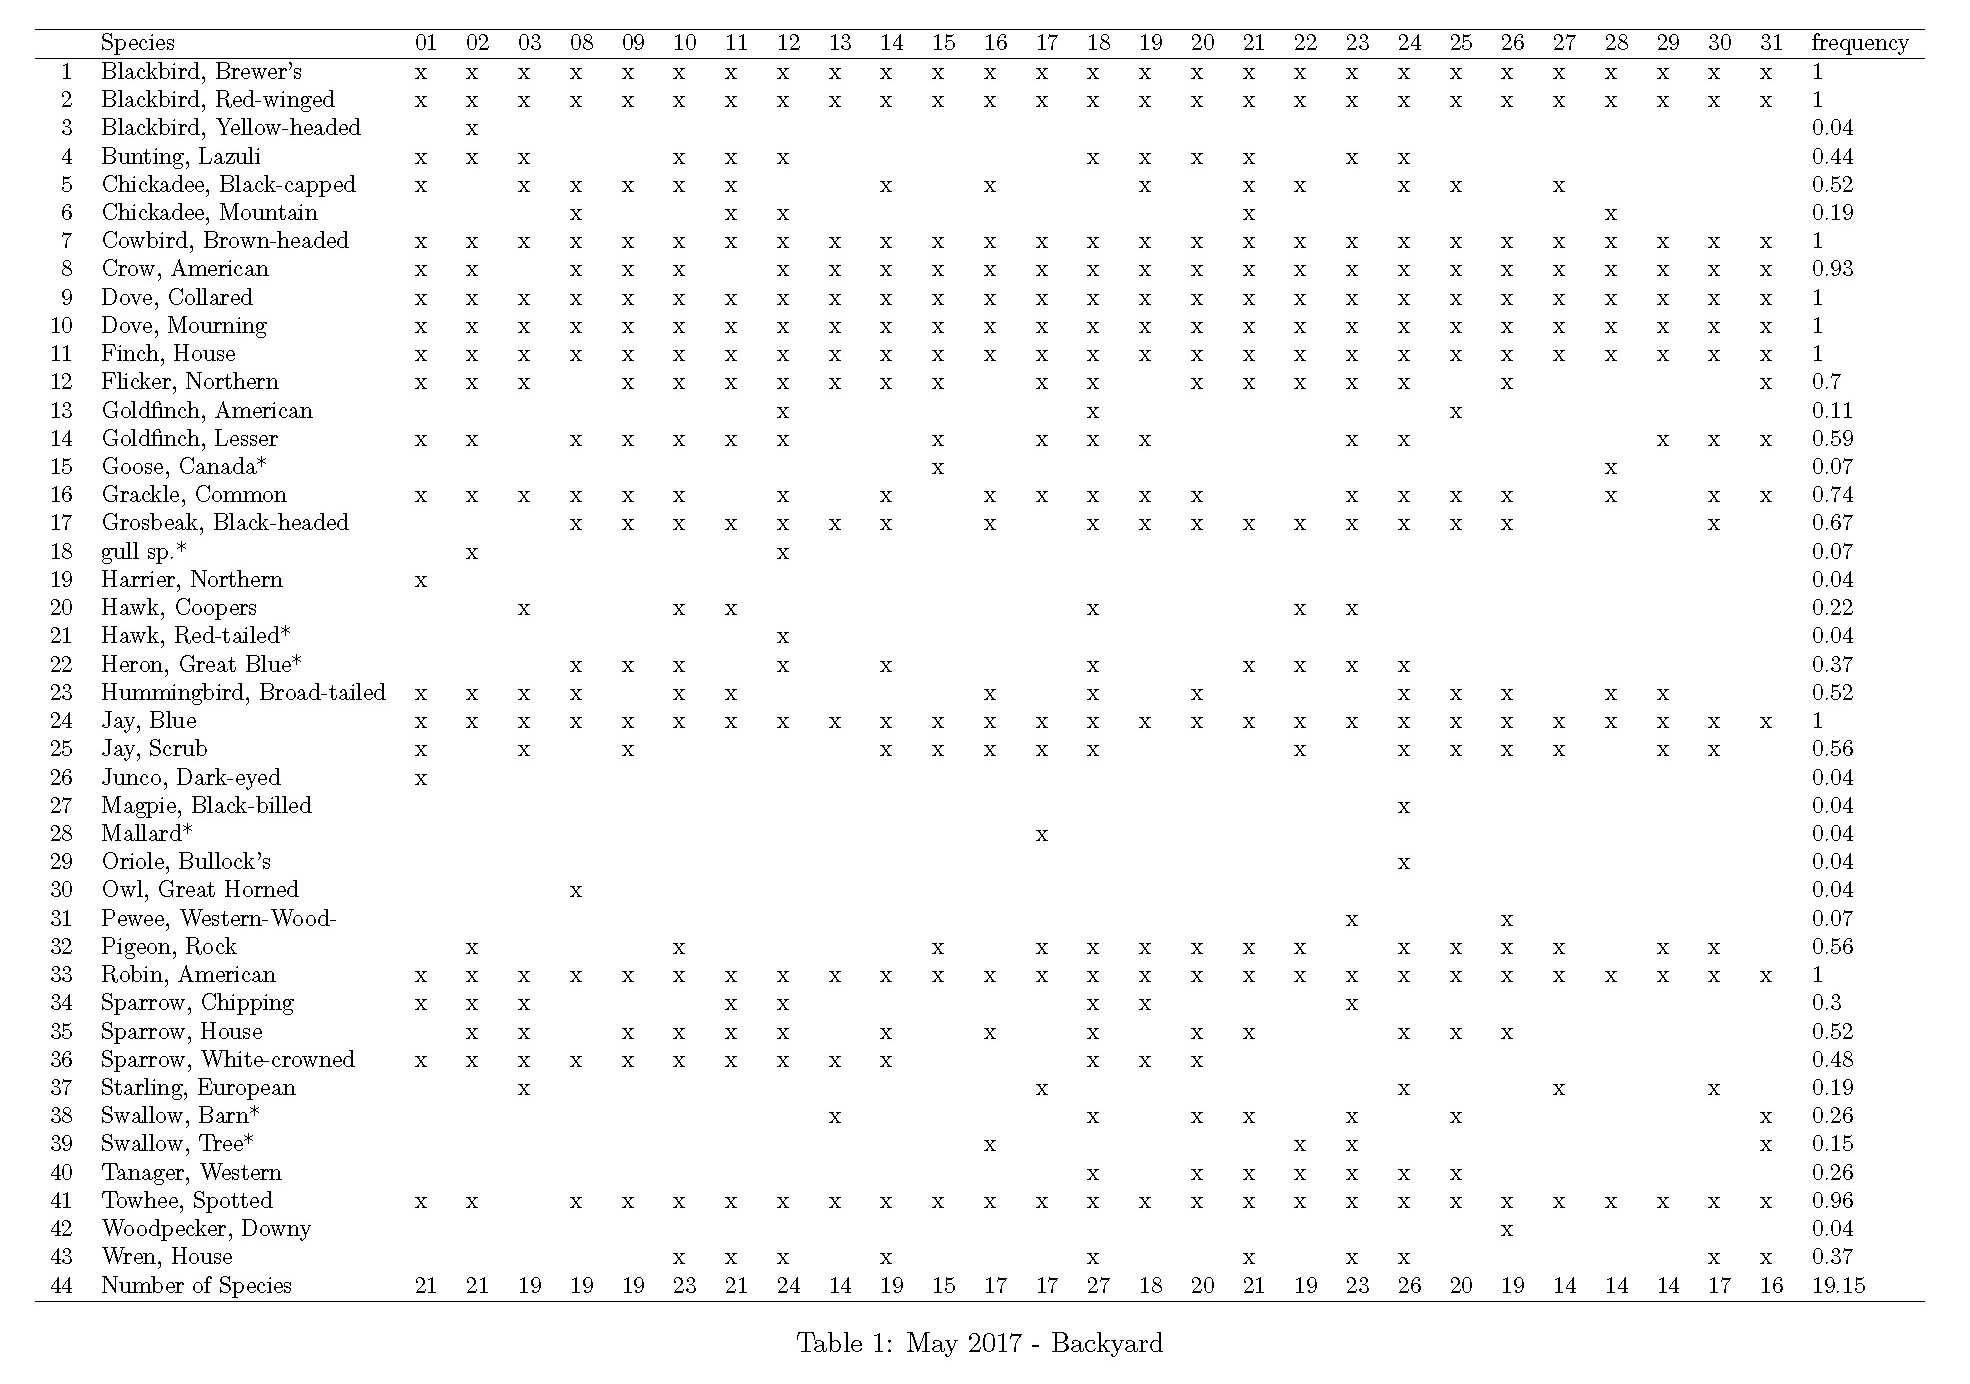 Species 01 02 03 08 09 10 11 12 13 14 15 16 17 18 19 20 21 22 23 24 25 26 27 28 29 30 31 frequency
1 Blackbird, Brewer's x x x x x x x x x x x x x x x x x x x x x x x x x x x 1
2 Blackbird, Red-winged x x x x x x x x x x x x x x x x x x x x x x x x x x x 1
3 Blackbird, Yellow-headed x 0.04
4 Bunting, Lazuli x x x x x x x x x x x x 0.44
5 Chickadee, Black-capped x x x x x x x x x x x x x x 0.52
6 Chickadee, Mountain x x x x x 0.19
7 Cowbird, Brown-headed x x x x x x x x x x x x x x x x x x x x x x x x x x x 1
8 Crow, American x x x x x x x x x x x x x x x x x x x x x x x x x 0.93
9 Dove, Collared x x x x x x x x x x x x x x x x x x x x x x x x x x x 1
10 Dove, Mourning x x x x x x x x x x x x x x x x x x x x x x x x x x x 1
11 Finch, House x x x x x x x x x x x x x x x x x x x x x x x x x x x 1
12 Flicker, Northern x x x x x x x x x x x x x x x x x x x 0.7
13 Goldfinch, American x x x 0.11
14 Goldfinch, Lesser x x x x x x x x x x x x x x x x 0.59
15 Goose, Canada* x x 0.07
16 Grackle, Common x x x x x x x x x x x x x x x x x x x x 0.74
17 Grosbeak, Black-headed x x x x x x x x x x x x x x x x x x 0.67
18 gull sp.* x x 0.07
19 Harrier, Northern x 0.04
20 Hawk, Coopers x x x x x x 0.22
21 Hawk, Red-tailed* x 0.04
22 Heron, Great Blue* x x x x x x x x x x 0.37
23 Hummingbird, Broad-tailed x x x x x x x x x x x x x x 0.52
24 Jay, Blue x x x x x x x x x x x x x x x x x x x x x x x x x x x 1
25 Jay, Scrub x x x x x x x x x x x x x x x 0.56
26 Junco, Dark-eyed x 0.04
27 Magpie, Black-billed x 0.04
28 Mallard* x 0.04
29 Oriole, Bullock's x 0.04
30 Owl, Great Horned x 0.04
31 Pewee, Western-Wood- x x 0.07
32 Pigeon, Rock x x x x x x x x x x x x x x x 0.56
33 Robin, American x x x x x x x x x x x x x x x x x x x x x x x x x x x 1
34 Sparrow, Chipping x x x x x x x x 0.3
35 Sparrow, House x x x x x x x x x x x x x x 0.52
36 Sparrow, White-crowned x x x x x x x x x x x x x 0.48
37 Starling, European x x x x x 0.19
38 Swallow, Barn* x x x x x x x 0.26
39 Swallow, Tree* x x x x 0.15
40 Tanager, Western x x x x x x x 0.26
41 Towhee, Spotted x x x x x x x x x x x x x x x x x x x x x x x x x x 0.96
42 Woodpecker, Downy x 0.04
43 Wren, House x x x x x x x x x x 0.37
44 Number of Species 21 21 19 19 19 23 21 24 14 19 15 17 17 27 18 20 21 19 23 26 20 19 14 14 14 17 16 19.15
Table 1: May 2017 - Backyard